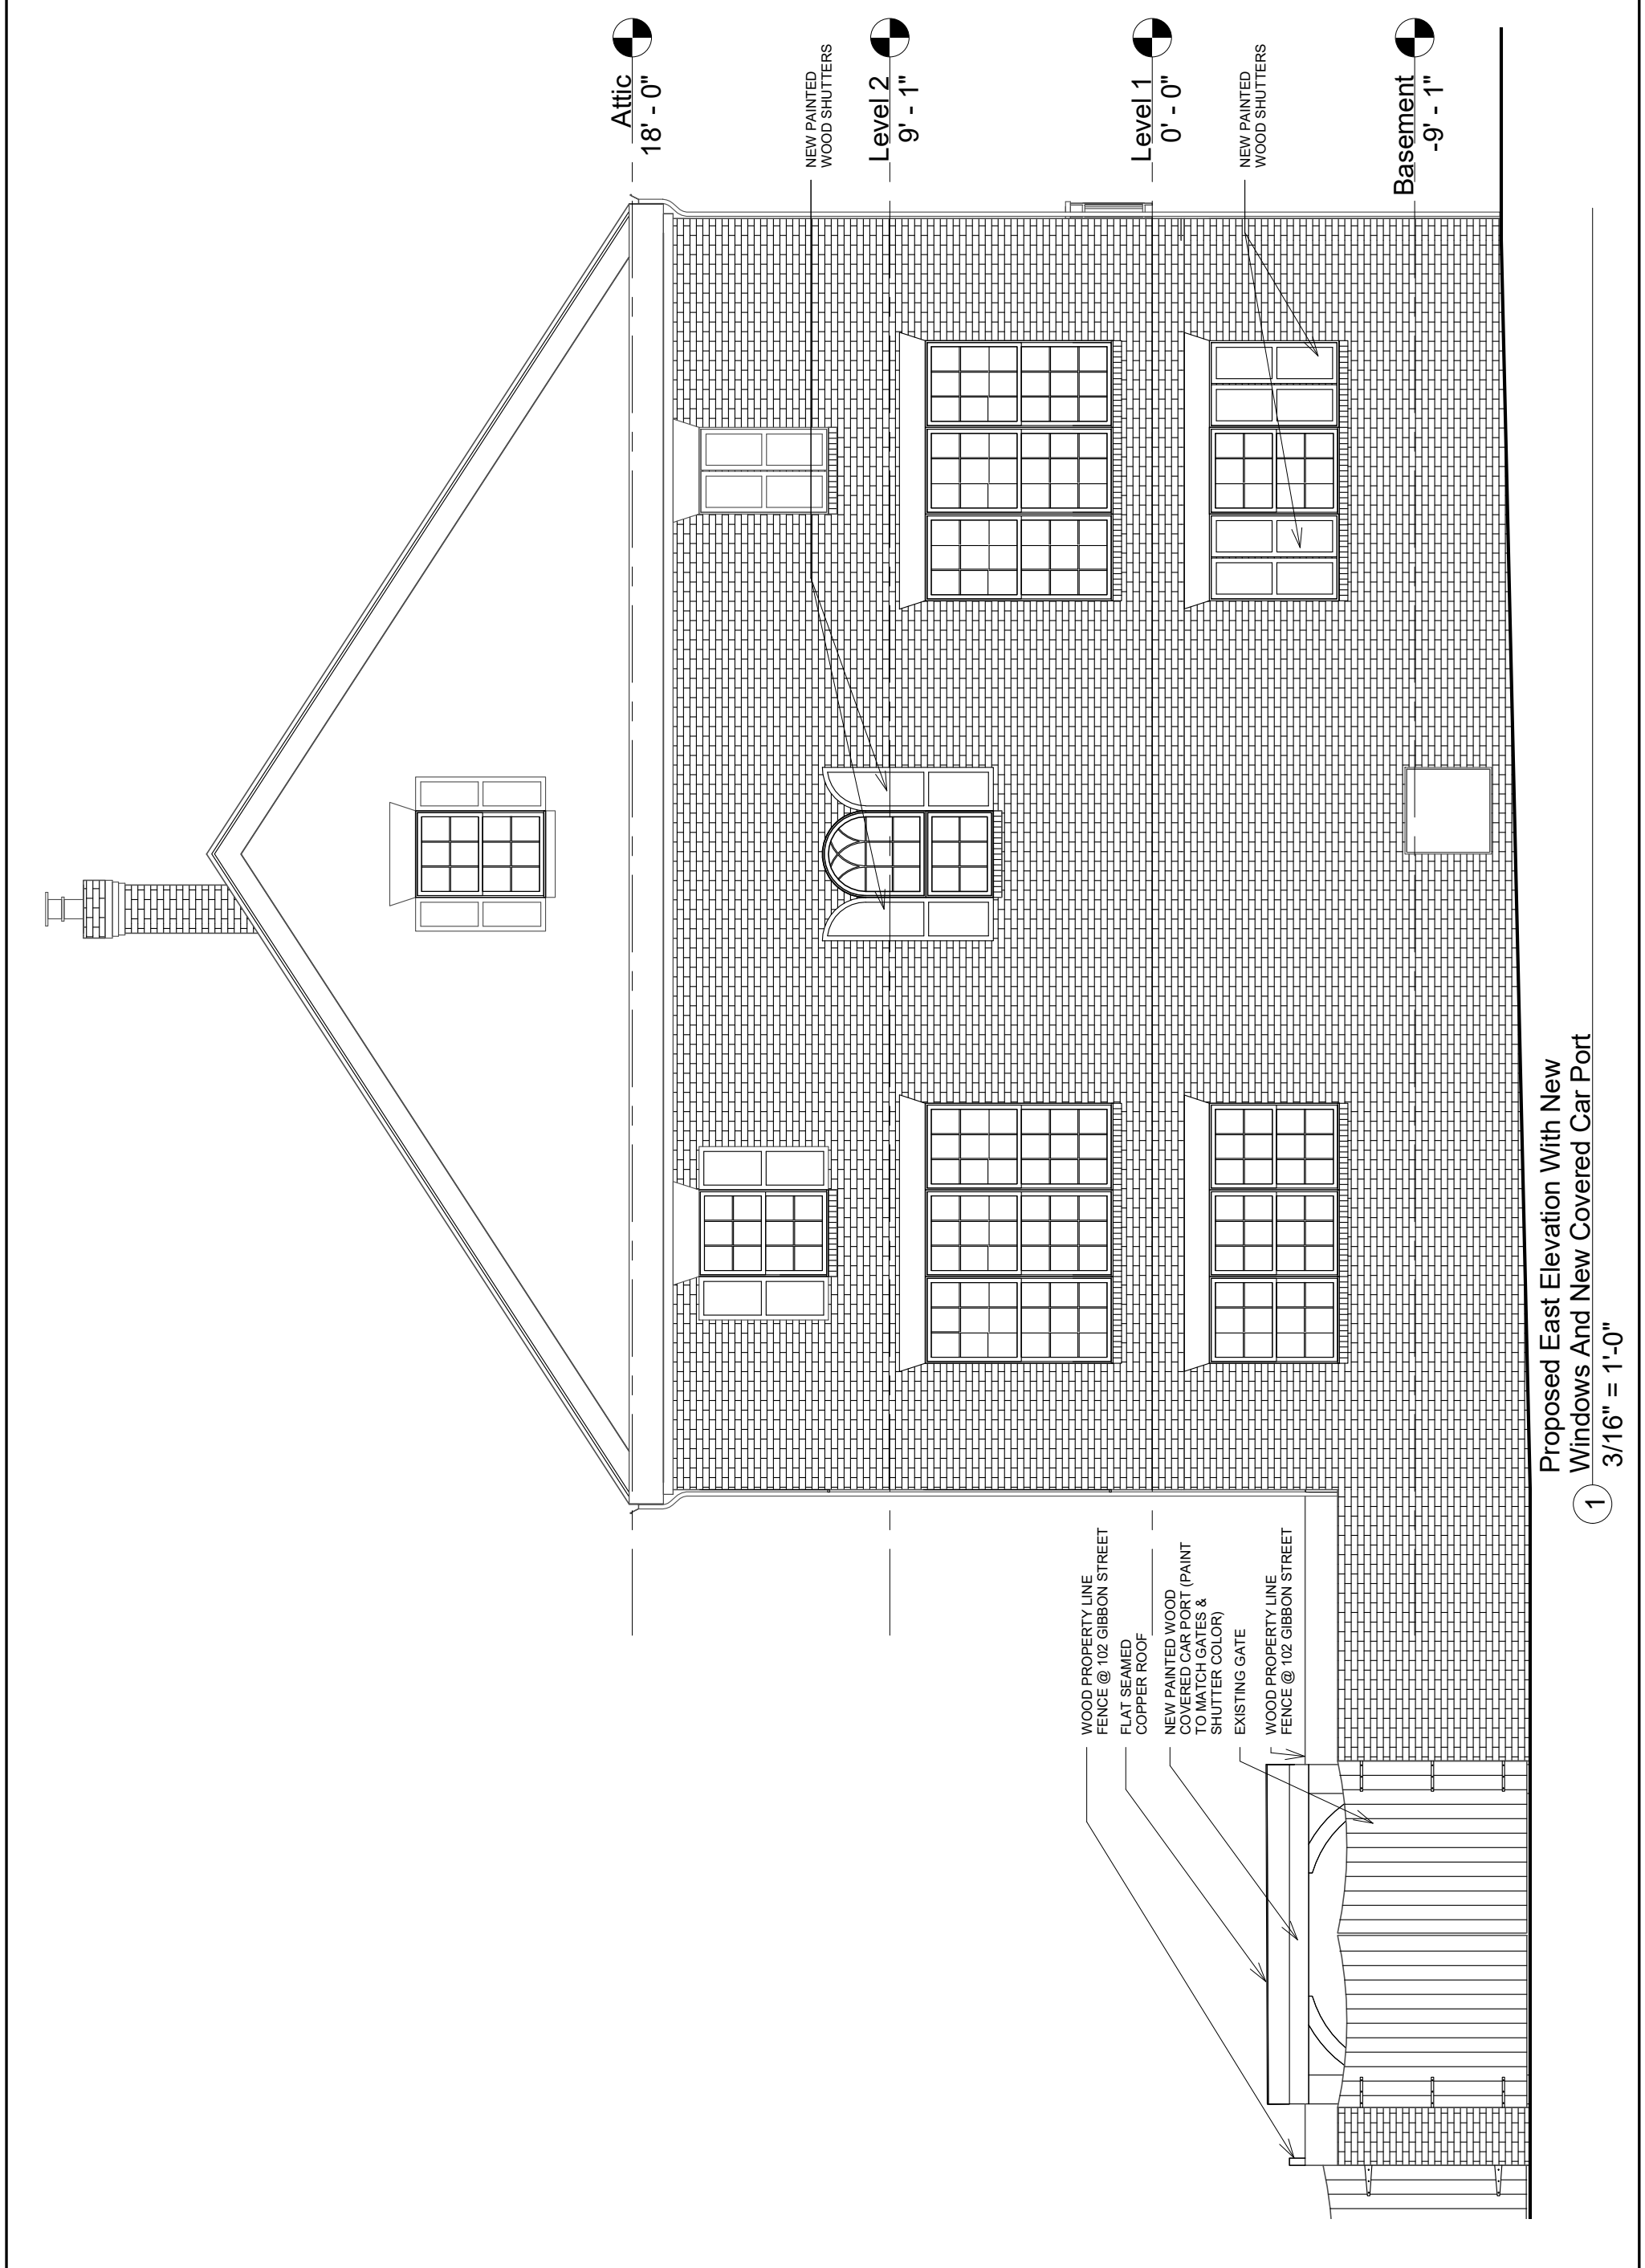 Attic
18' - 0"
NEW PAINTED
WOOD SHUTTERS
Level 2
9' - 1"
Level 1
0' - 0"
NEW PAINTED
WOOD SHUTTERS
Basement
-9' - 1"
WOOD PROPERTY LINE
FENCE @ 102 GIBBON STREET
FLAT SEAMED
COPPER ROOF
NEW PAINTED WOOD
COVERED CAR PORT (PAINT
TO MATCH GATES &
SHUTTER COLOR)
EXISTING GATE
WOOD PROPERTY LINE
FENCE @ 102 GIBBON STREET
Proposed East Elevation With New
Windows And New Covered Car Port
1
3/16" = 1'-0"